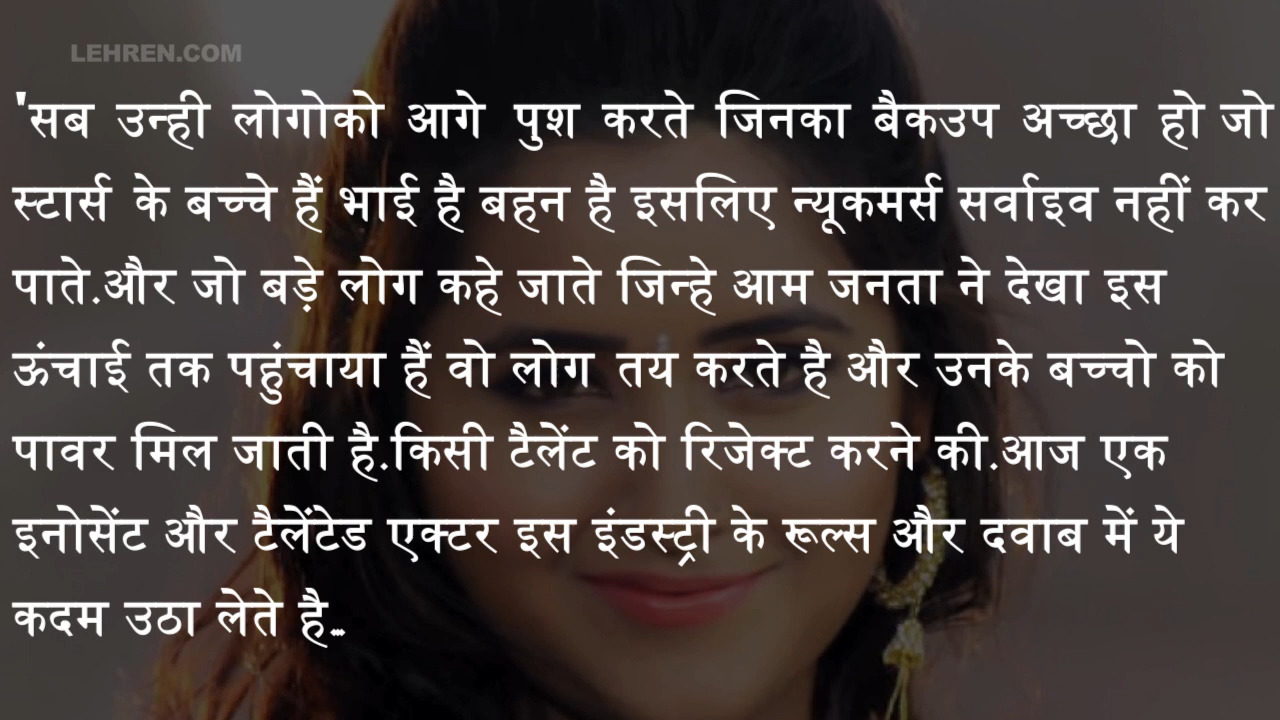 LEHREN.COM
'सब उन्ही लोगोको आगे पुश करते जिनका बैकउप अच्छा हो जो
स्टार्स के बच्चे हैं भाई है बहन है इसलिए न्यूकमर्स सर्वाइव नहीं कर
पाते.और जो बड़े लोग कहे जाते जिन्हे आम जनता ने देखा इस
ऊंचाई तक पहुंचाया हैं वो लोग तय करते है और उनके बच्चो को
पावर मिल जाती है.किसी टैलेंट को रिजेक्ट करने की.आज एक
इनोसेंट और टैलेंटेड एक्टर इस इंडस्ट्री के रूल्स और दवाब में ये
कदम उठा लेते है...